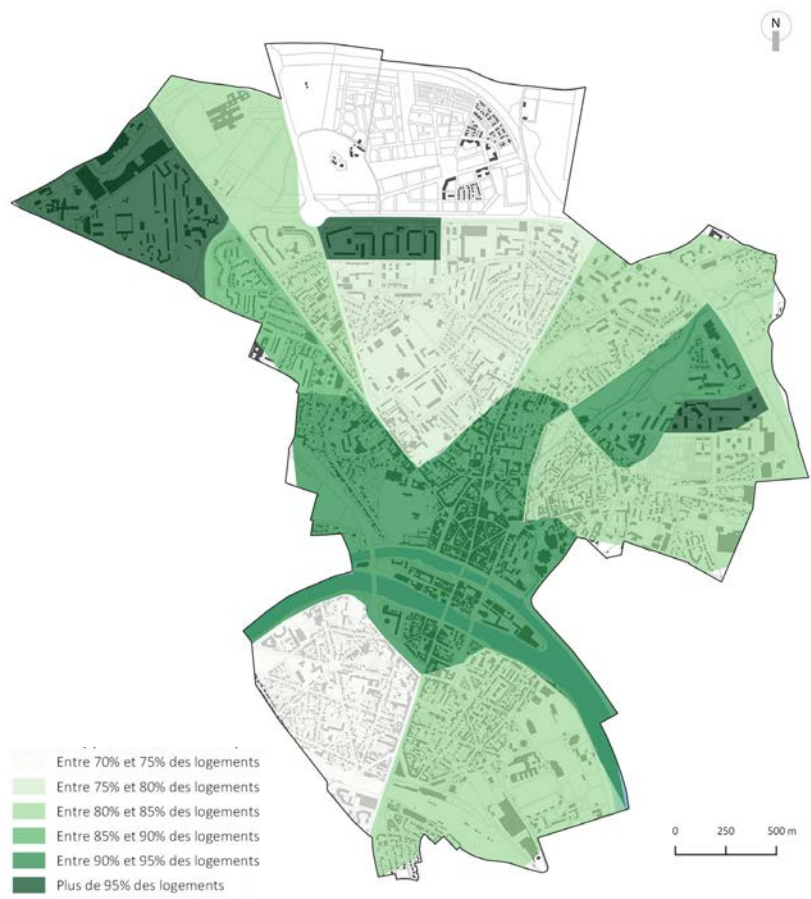 N
Entre 70% et 75% des logements
Entre 75% et 80% des logements
Entre 80% et 85% des logements
Entre 85% et 90% des logements
Entre 90% et 95% des logements
Plus de 95% des logements
0 250 500 m